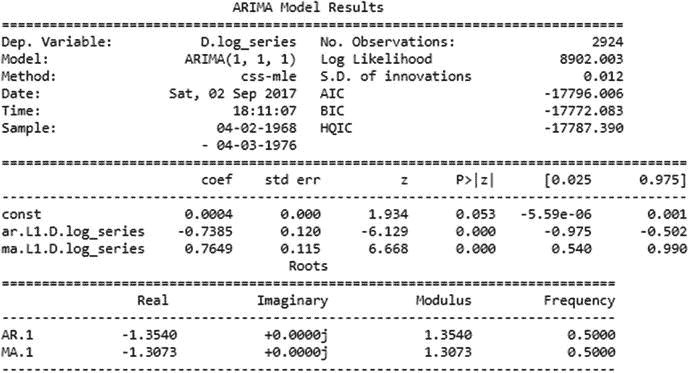 ARIMA Model Results
==============================================================================
Dep. Variable: D.log_series No. Observations: 2924
Model: ARIMA(1, 1, 1) Log Likelihood 8902.003
Method: css-mle S.D. of innovations 0.012
Date: Sat, 02 Sep 2017 AIC -17796.006
Time: 18:11:07 BIC -17772.083
Sample: 04-02-1968 HQIC -17787.390
- 04-03-1976
==============================================================================
coef std err z P>|z| [0.025 0.975]
------------------------------------------------------------------------------
const 0.0004 0.000 1.934 0.053 -5.59e-06 0.001
ar.L1.D.log_series -0.7385 0.120 -6.129 0.000 -0.975 -0.502
ma.L1.D.log_series 0.7649 0.115 6.668 0.000 0.540 0.990
Roots
==============================================================================
Real Imaginary Modulus Frequency
------------------------------------------------------------------------------
AR.1 -1.3540 +0.0000j 1.3540 0.5000
MA.1 -1.3073 +0.0000j 1.3073 0.5000
------------------------------------------------------------------------------